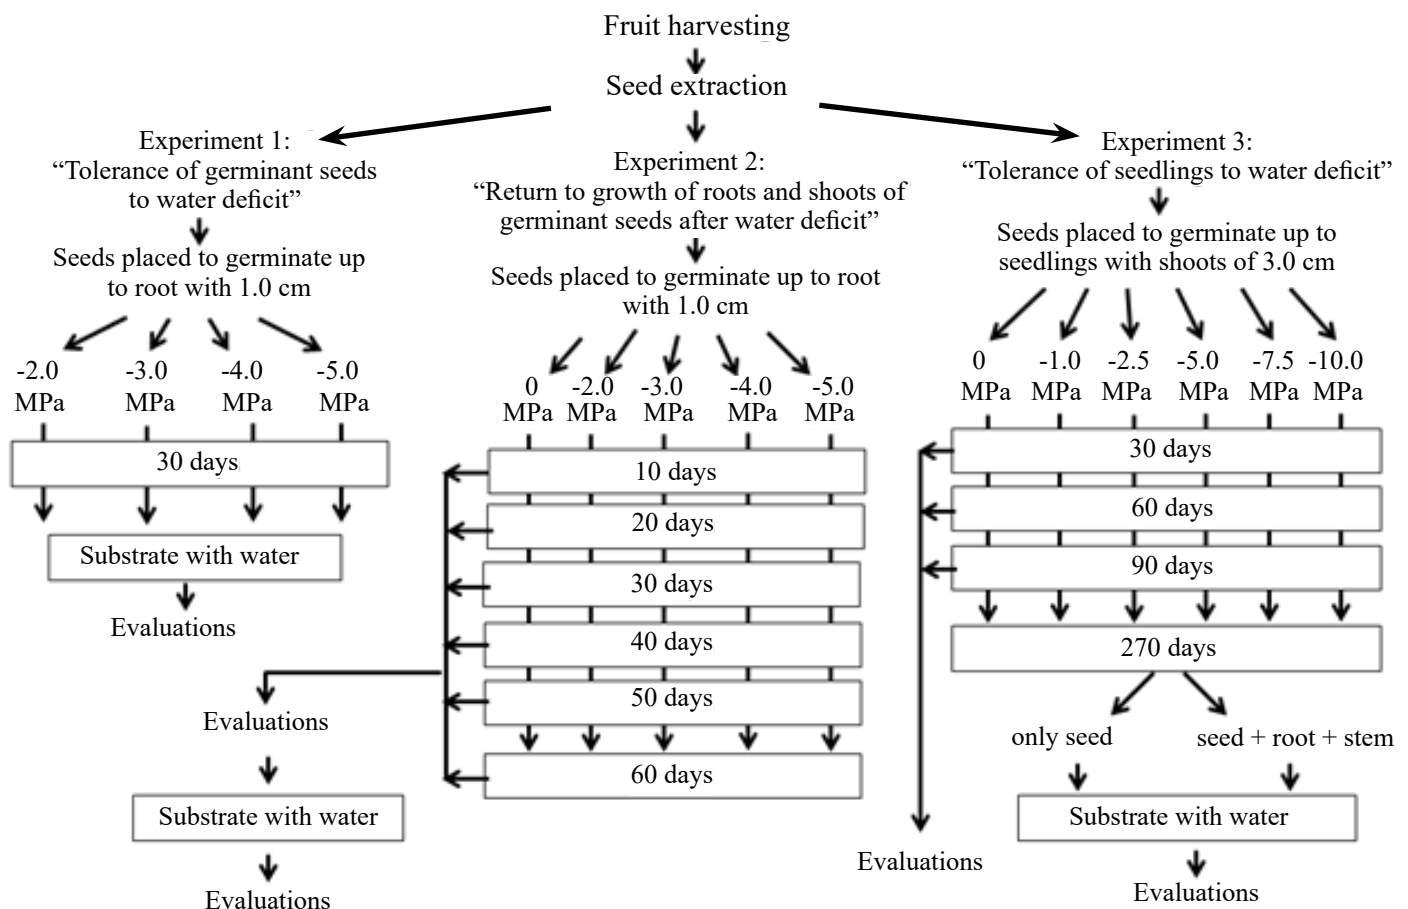 Fruit harvesting
Seed extraction
Experiment 1:
“Tolerance of germinant seeds
to water deficit”
Seeds placed to germinate up
to root with 1.0 cm
-2.0
MPa
-3.0
MPa
-4.0
MPa
-5.0
MPa
30 days
Substrate with water
Evaluations
Experiment 2:
“Return to growth of roots and shoots of
germinant seeds after water deficit”
Seeds placed to germinate up to root
with 1.0 cm
0
MPa
-2.0
MPa
-3.0
MPa
-4.0
MPa
-5.0
MPa
10 days
20 days
30 days
40 days
50 days
60 days
Evaluations
Substrate with water
Evaluations
Experiment 3:
“Tolerance of seedlings to water deficit”
Seeds placed to germinate up to
seedlings with shoots of 3.0 cm
0
MPa
-1.0
MPa
-2.5
MPa
-5.0
MPa
-7.5
MPa
-10.0
MPa
30 days
60 days
90 days
270 days
only seed
seed + root + stem
Substrate with water
Evaluations
Evaluations